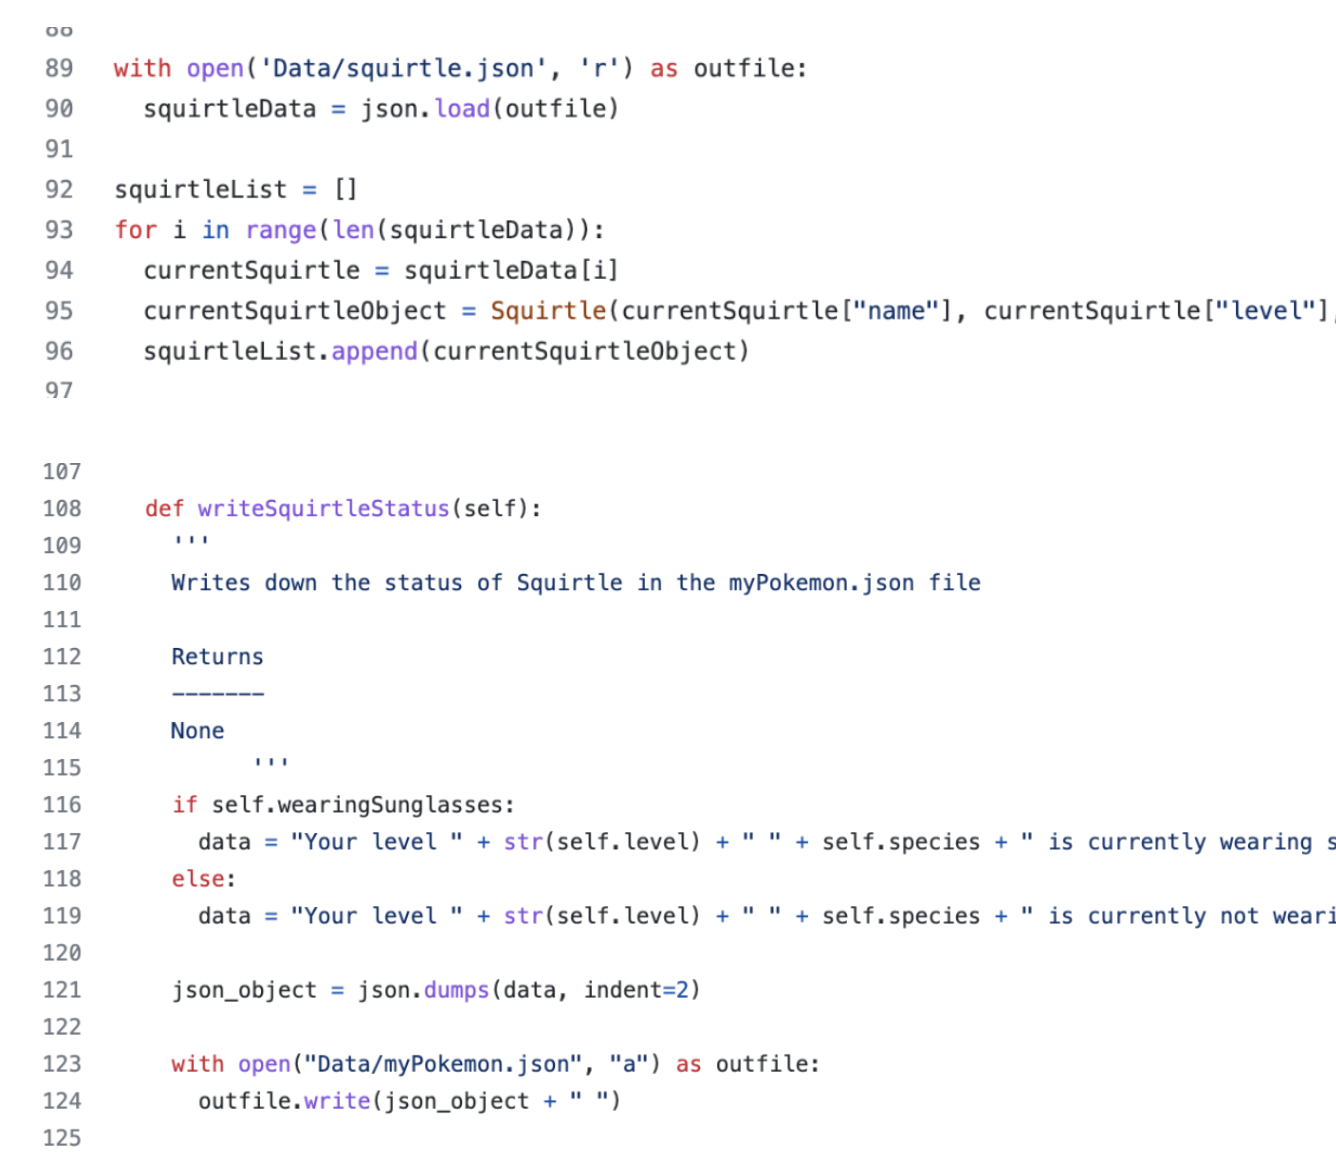 89 with open('Data/squirtle.json', 'r') as outfile:
90 squirtleData = json.load(outfile)
91
92 squirtleList = []
93 for i in range(len(squirtleData)):
94 currentSquirtle = squirtleData[i]
95 currentSquirtleObject = Squirtle(currentSquirtle["name"], currentSquirtle["level"],
96 squirtleList.append(currentSquirtleObject)
97
107
108 def writeSquirtleStatus(self):
109 '''
110 Writes down the status of Squirtle in the myPokemon.json file
111
112 Returns
113 -------
114 None
115 '''
116 if self.wearingSunglasses:
117 data = "Your level " + str(self.level) + " " + self.species + " is currently wearing
118 else:
119 data = "Your level " + str(self.level) + " " + self.species + " is currently not
120
121 json_object = json.dumps(data, indent=2)
122
123 with open("Data/myPokemon.json", "a") as outfile:
124 outfile.write(json_object + " ")
125